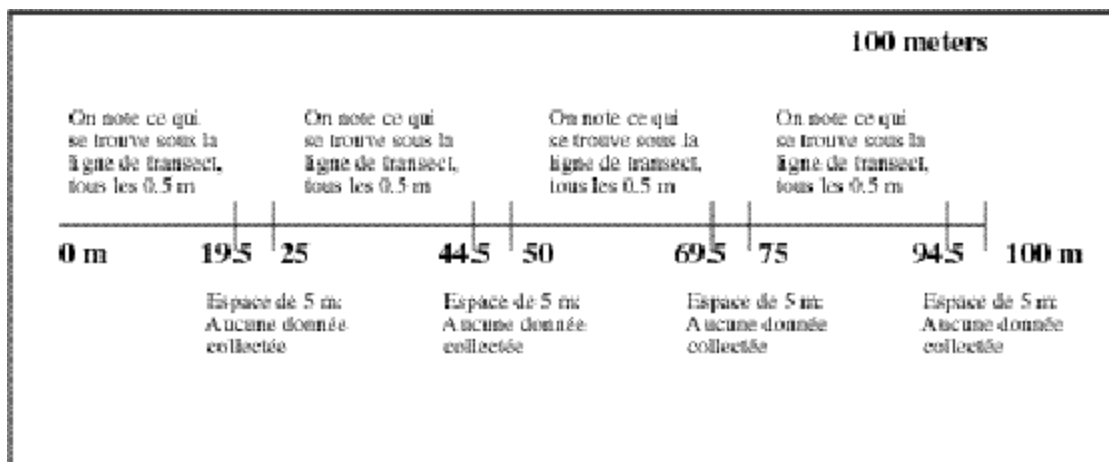 100 meters
On note ce qui
se trouve sous la
ligne de transect,
tous les 0.5 m
On note ce qui
se trouve sous la
ligne de transect,
tous les 0.5 m
On note ce qui
se trouve sous la
ligne de transect,
tous les 0.5 m
On note ce qui
se trouve sous la
ligne de transect,
tous les 0.5 m
0 m 19.5 25 44.5 50 69.5 75 94.5 100 m
Espace de 5 m:
Aucune donnée
collectée
Espace de 5 m:
Aucune donnée
collectée
Espace de 5 m:
Aucune donnée
collectée
Espace de 5 m:
Aucune donnée
collectée